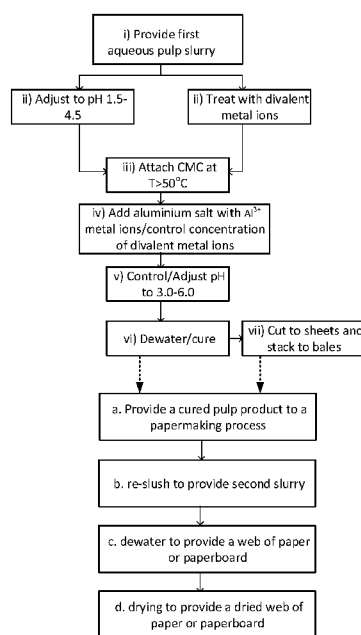 i) Provide first
aqueous pulp slurry
ii) Adjust to pH 1.5-
4.5
ii) Treat with divalent
metal ions
iii) Attach CMC at
T>50°C
iv) Add aluminium salt with Al³⁺
metal ions/control concentration
of divalent metal ions
v) Control/Adjust pH
to 3.0-6.0
vi) Dewater/cure
vii) Cut to sheets and
stack to bales
a. Provide a cured pulp product to a
papermaking process
b. re-slush to provide second slurry
c. dewater to provide a web of paper
or paperboard
d. drying to provide a dried web of
paper or paperboard